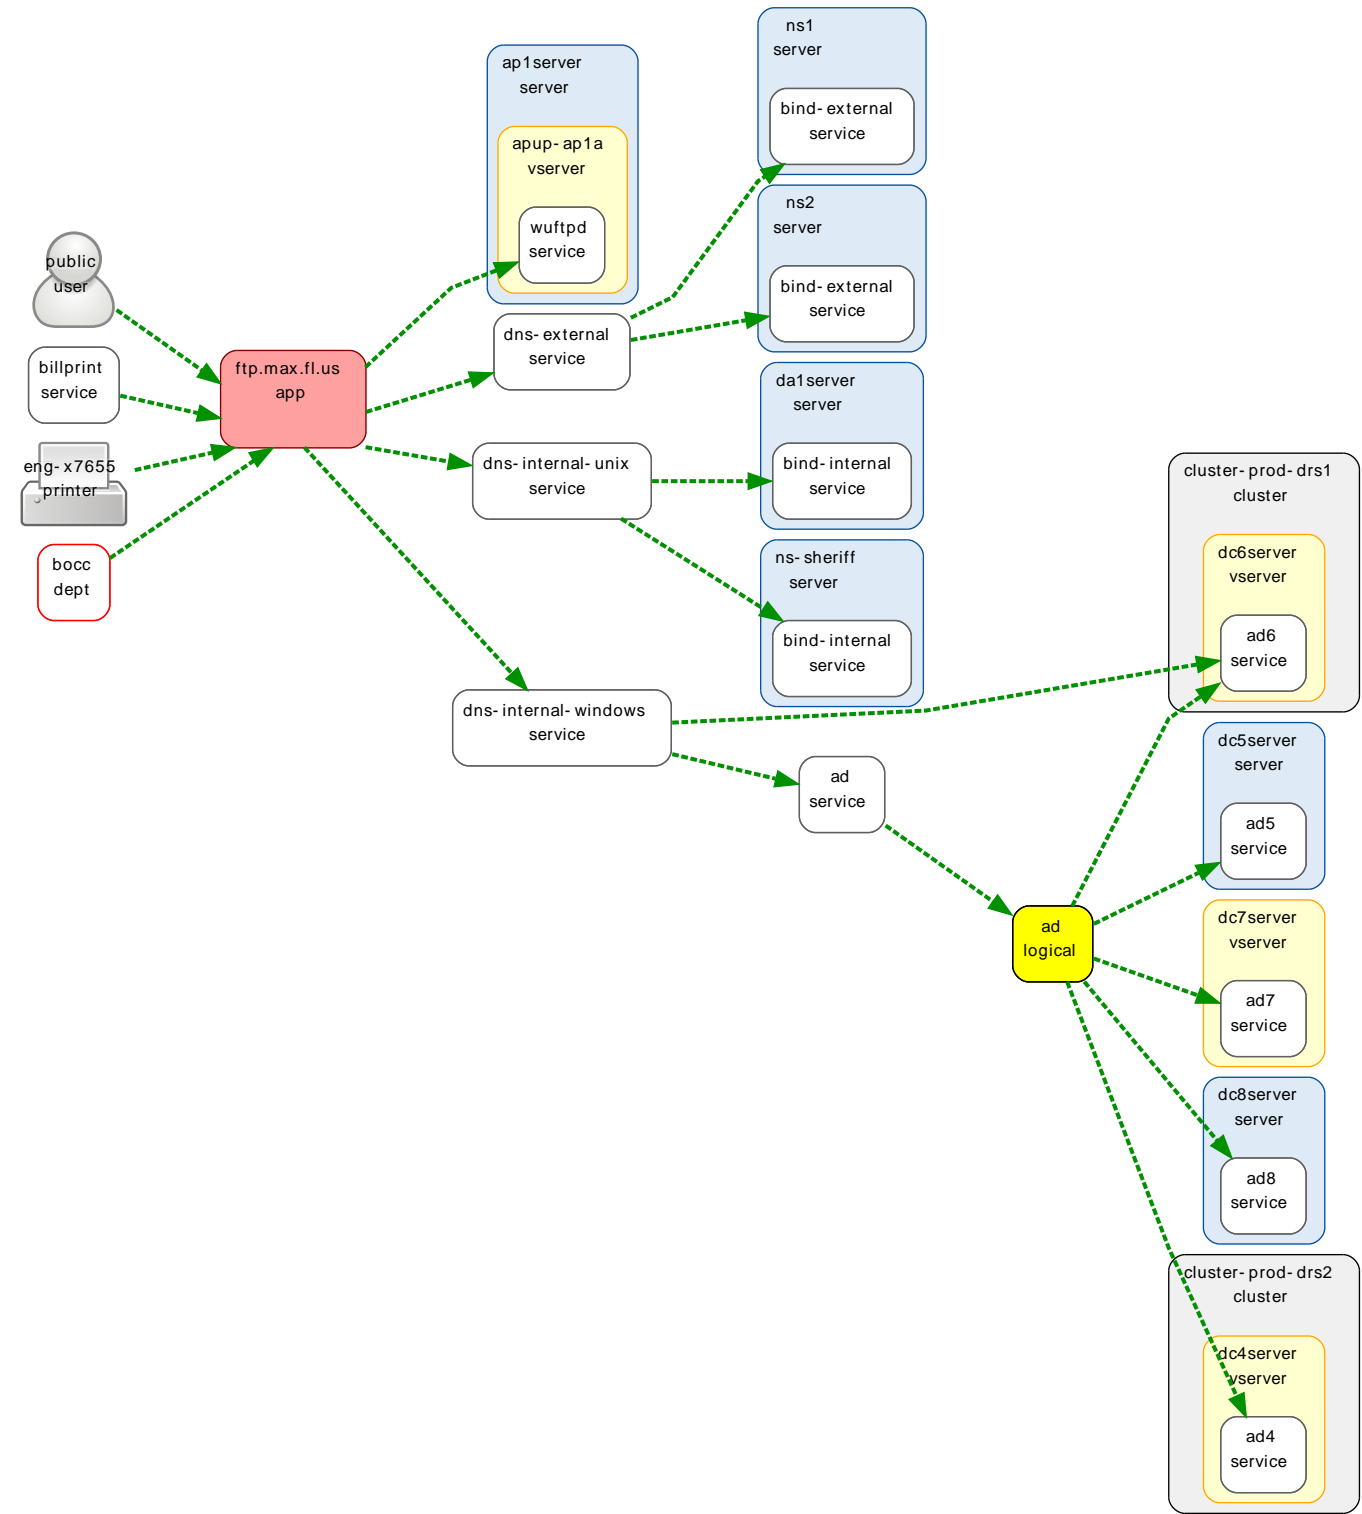 ns1
server
bind-external
service
ap1server
server
apup-ap1a
vserver
wuftpd
service
ns2
server
bind-external
service
public
user
dns-external
service
billprint
service
ftp.max.fl.us
app
da1server
server
bind-internal
service
eng-x7655
printer
dns-internal-unix
service
cluster-prod-drs1
cluster
dc6server
vserver
ad6
service
bocc
dept
ns-sheriff
server
bind-internal
service
dns-internal-windows
service
dc5server
server
ad5
service
ad
service
ad
logical
dc7server
vserver
ad7
service
dc8server
server
ad8
service
cluster-prod-drs2
cluster
dc4server
vserver
ad4
service